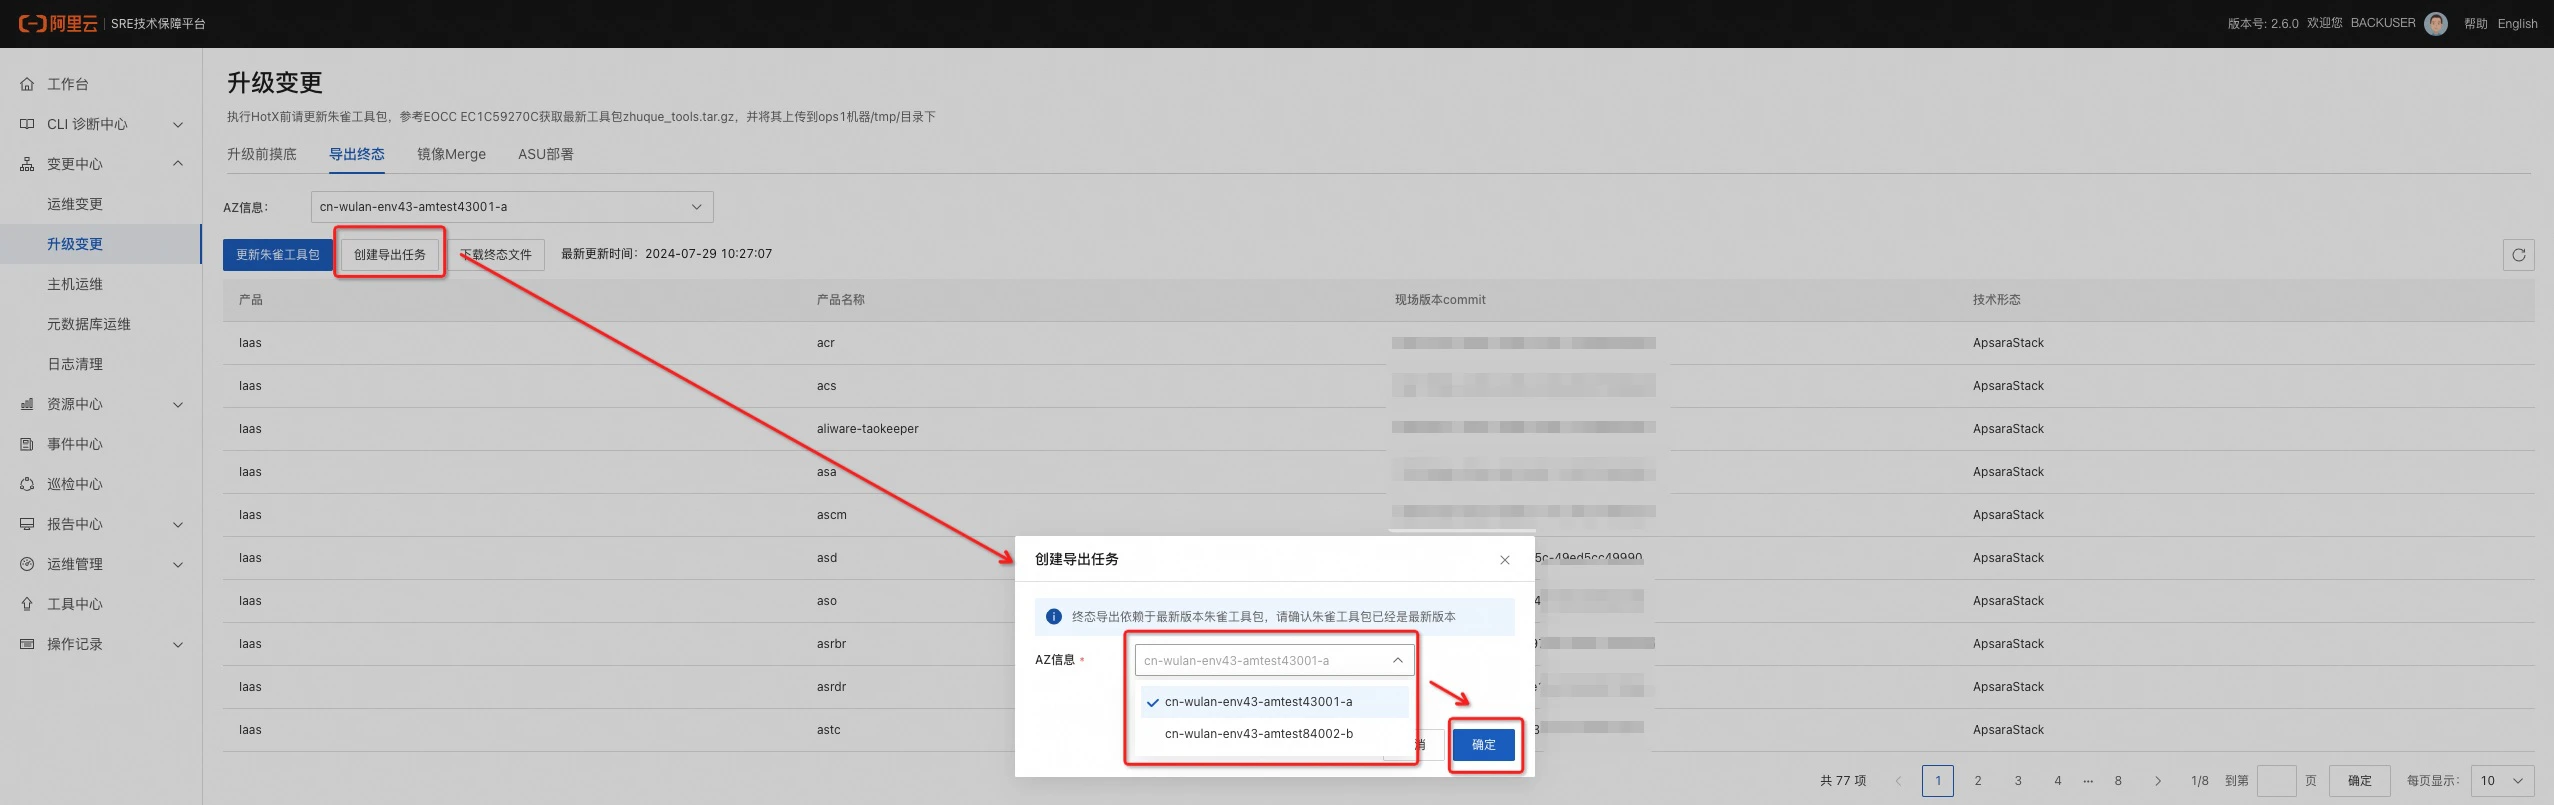 阿里云 SRE技术保障平台 版本号: 2.6.0 欢迎您 BACKUSER 帮助 English
工作台
CLI 诊断中心
变更中心
运维变更
升级变更
主机运维
元数据库运维
日志清理
资源中心
事件中心
巡检中心
报告中心
运维管理
工具中心
操作记录
升级变更
执行HotX前请更新朱雀工具包，参考EOCC EC1C59270C获取最新工具包zhuque_tools.tar.gz，并将其上传到ops1机器/tmp/目录下
升级前摸底 导出终态 镜像Merge ASU部署
AZ信息: cn-wulan-env43-amtest43001-a
更新朱雀工具包 创建导出任务 下载终态文件 最新更新时间：2024-07-29 10:27:07
产品 产品名称 现场版本commit 技术形态
Iaas acr ApsaraStack
Iaas acs ApsaraStack
Iaas aliware-taokeeper ApsaraStack
Iaas asa ApsaraStack
Iaas ascm ApsaraStack
Iaas asd 5c-49ed5cc49990 ApsaraStack
Iaas aso ApsaraStack
Iaas asrbr ApsaraStack
Iaas asrdr ApsaraStack
Iaas astc ApsaraStack
创建导出任务
终态导出依赖于最新版本朱雀工具包，请确认朱雀工具包已经是最新版本
AZ信息 * cn-wulan-env43-amtest43001-a
cn-wulan-env43-amtest43001-a
cn-wulan-env43-amtest84002-b
消 确定
共 77 项 1 2 3 4 ··· 8 1/8 到第 页 确定 每页显示: 10